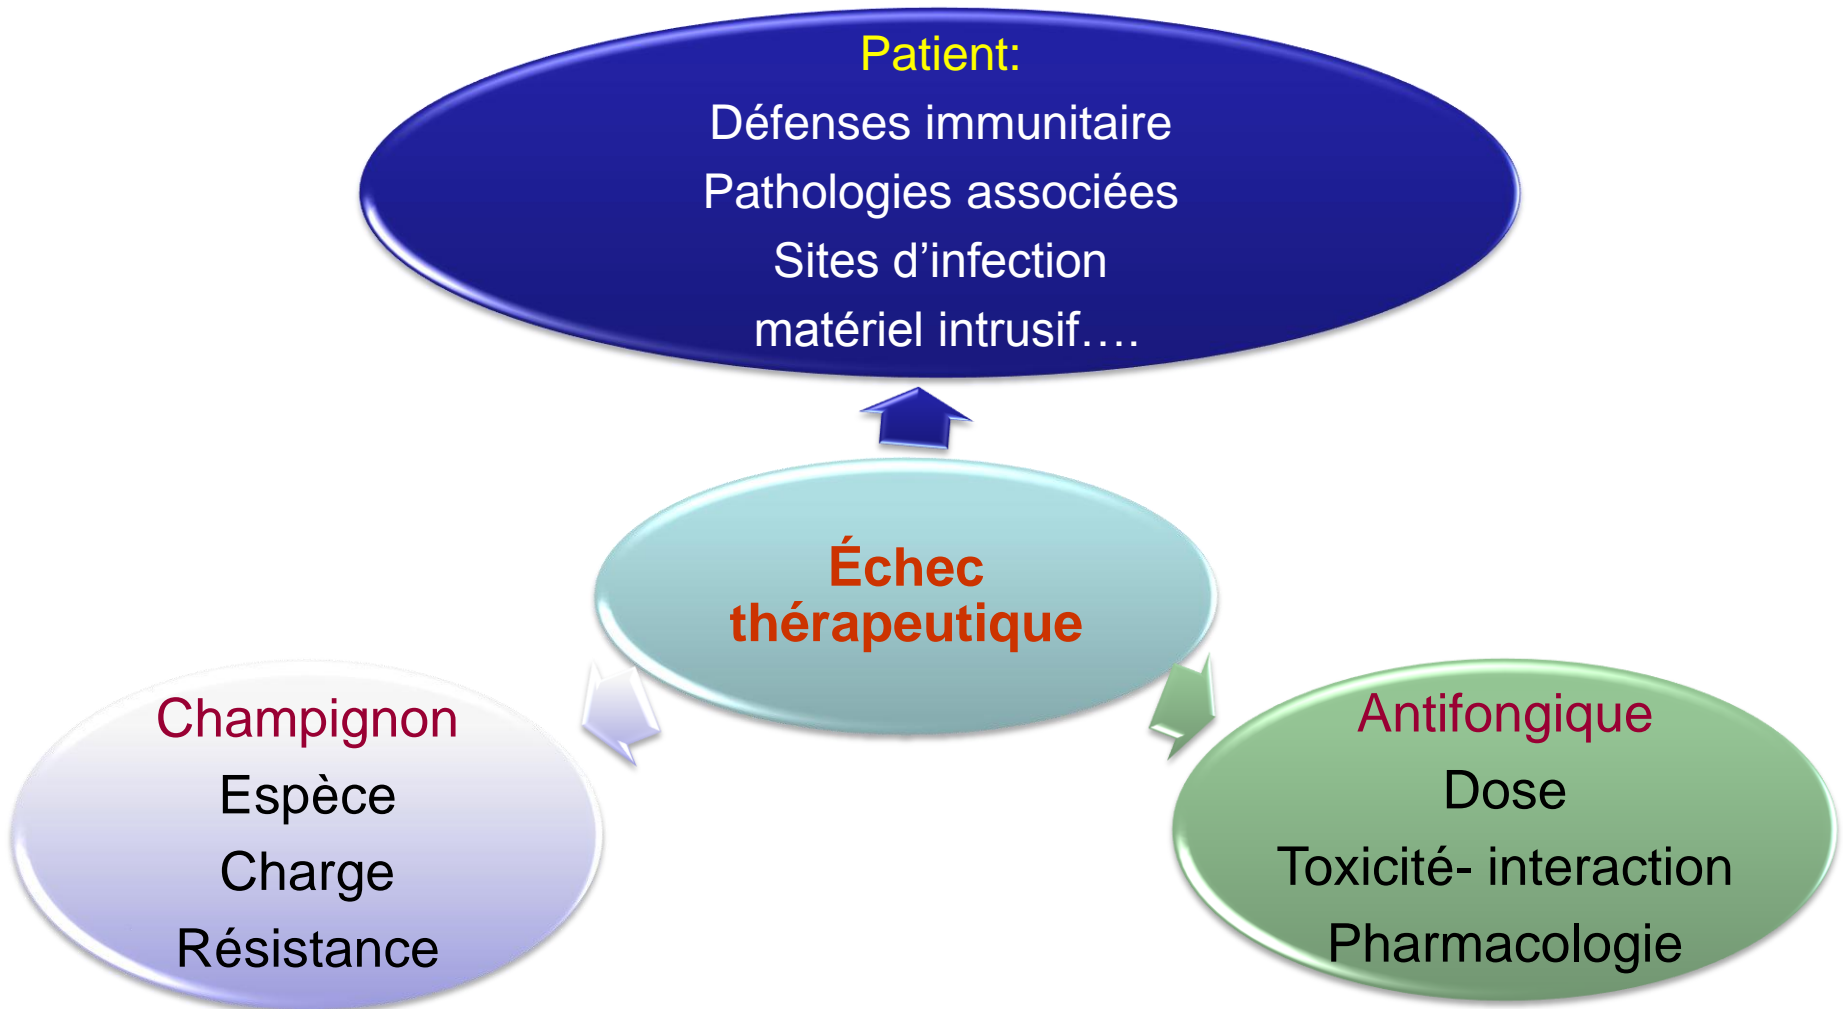 Patient:
Défenses immunitaire
Pathologies associées
Sites d’infection
matériel intrusif….
Échec
thérapeutique
Champignon
Espèce
Charge
Résistance
Antifongique
Dose
Toxicité- interaction
Pharmacologie